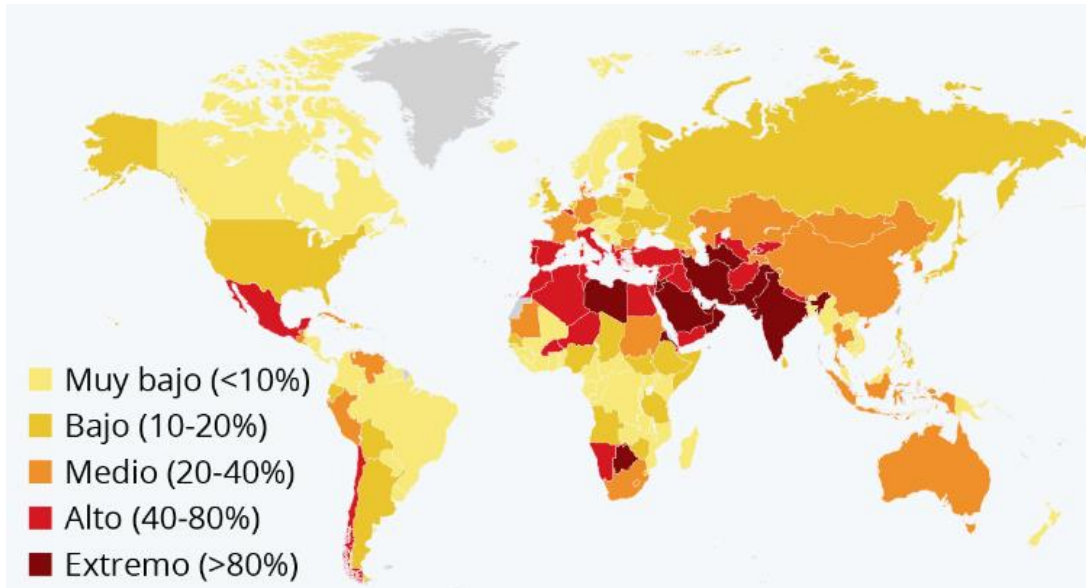 Muy bajo (<10%)
Bajo (10-20%)
Medio (20-40%)
Alto (40-80%)
Extremo (>80%)